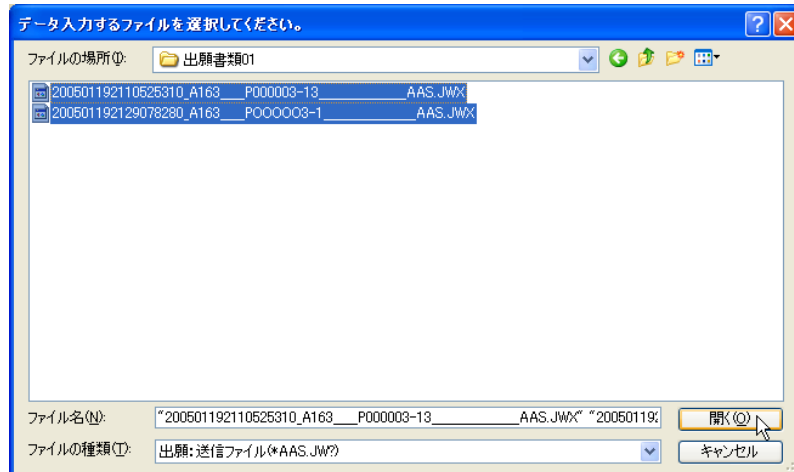 データ入力するファイルを選択してください。
ファイルの場所(I): 出願書類01
200501192110525310_A163___P000003-13__________AAS.JWX
200501192129078280_A163___POOOOO3-1___________AAS.JWX
ファイル名(N): "200501192110525310_A163___P000003-13__________AAS.JWX" "20050119 開く(O)
ファイルの種類(T): 出願:送信ファイル(*AAS.JW?) キャンセル